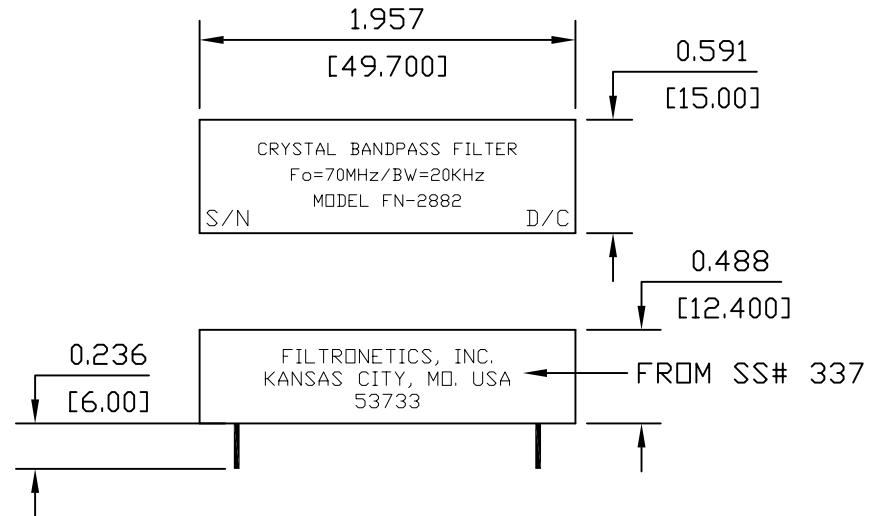 1.957
[49.700]
0.591
[15.00]
CRYSTAL BANDPASS FILTER
Fo=70MHz/BW=20KHz
MODEL FN-2882
S/N D/C
0.488
[12.400]
0.236
[6.00]
FILTRONETICS, INC.
KANSAS CITY, MO. USA
53733
FROM SS# 337